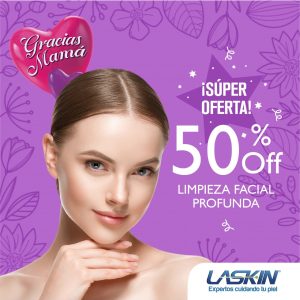 Gracias
Mamá
¡SÚPER
OFERTA!
50% Off
LIMPIEZA FACIAL
PROFUNDA
LASKIN
Expertos cuidando tu piel